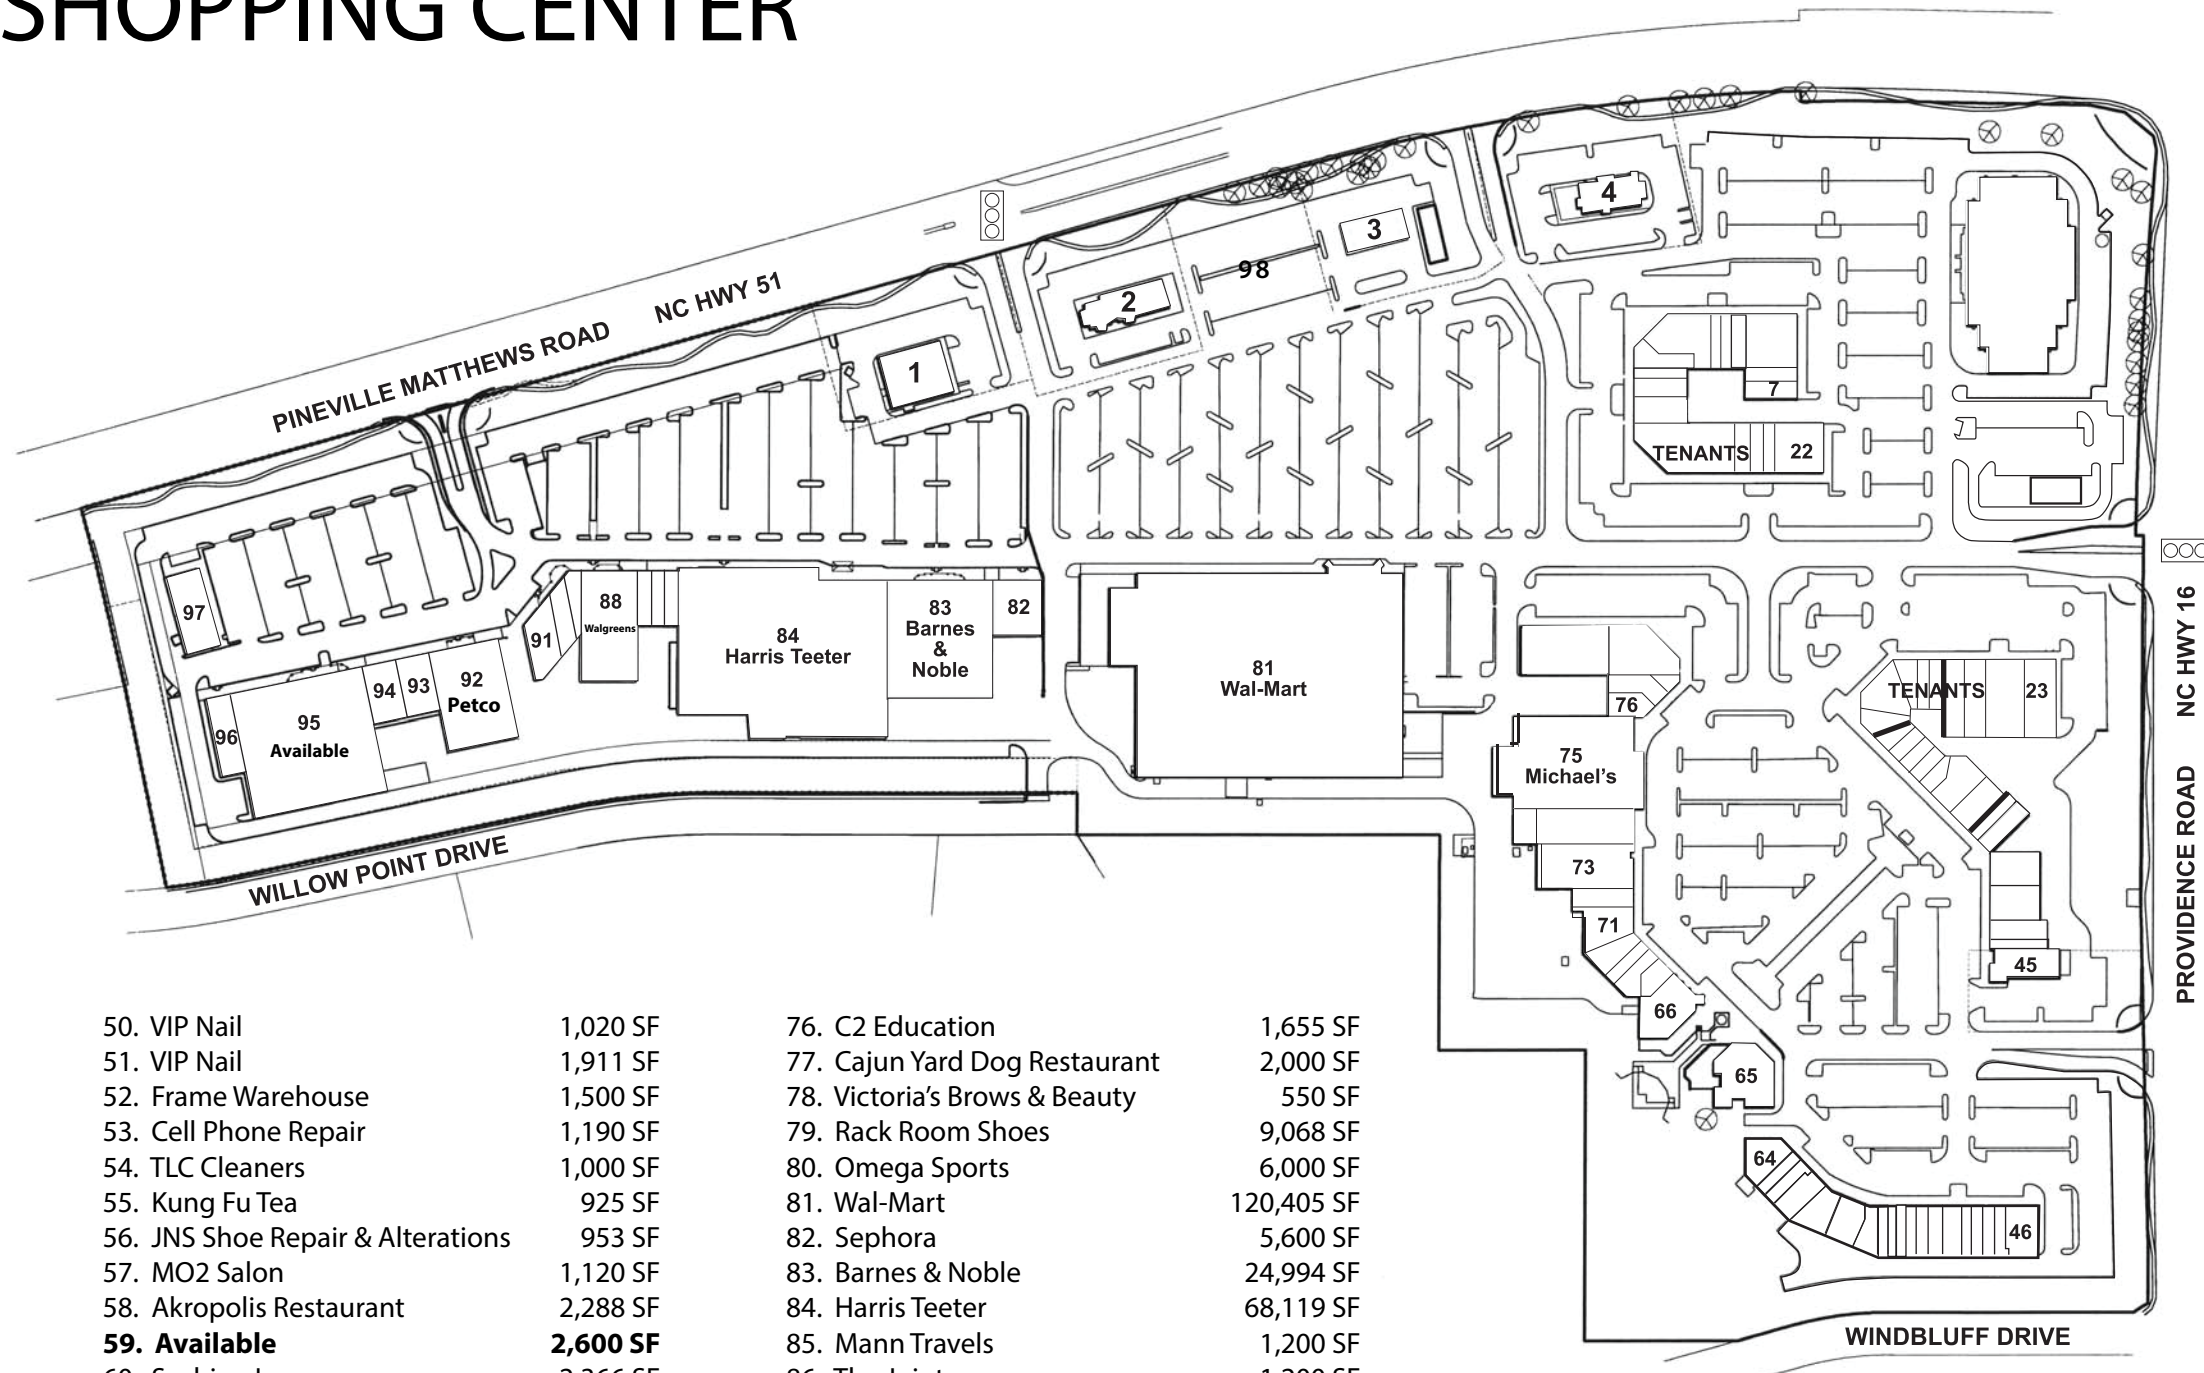 SHOPPING CENTER
PINEVILLE MATTHEWS ROAD
NC HWY 51
1
2
98
3
4
7
TENANTS 22
97
91
88
Walgreens
84
Harris Teeter
83
Barnes
&
Noble
82
81
Wal-Mart
96
95
Available
94
93
92
Petco
76
75
Michael's
73
71
66
65
64
46
45
TENANTS 23
WILLOW POINT DRIVE
PROVIDENCE ROAD NC HWY 16
WINDBLUFF DRIVE
50. VIP Nail 1,020 SF
51. VIP Nail 1,911 SF
52. Frame Warehouse 1,500 SF
53. Cell Phone Repair 1,190 SF
54. TLC Cleaners 1,000 SF
55. Kung Fu Tea 925 SF
56. JNS Shoe Repair & Alterations 953 SF
57. MO2 Salon 1,120 SF
58. Akropolis Restaurant 2,288 SF
59. Available 2,600 SF
76. C2 Education 1,655 SF
77. Cajun Yard Dog Restaurant 2,000 SF
78. Victoria's Brows & Beauty 550 SF
79. Rack Room Shoes 9,068 SF
80. Omega Sports 6,000 SF
81. Wal-Mart 120,405 SF
82. Sephora 5,600 SF
83. Barnes & Noble 24,994 SF
84. Harris Teeter 68,119 SF
85. Mann Travels 1,200 SF